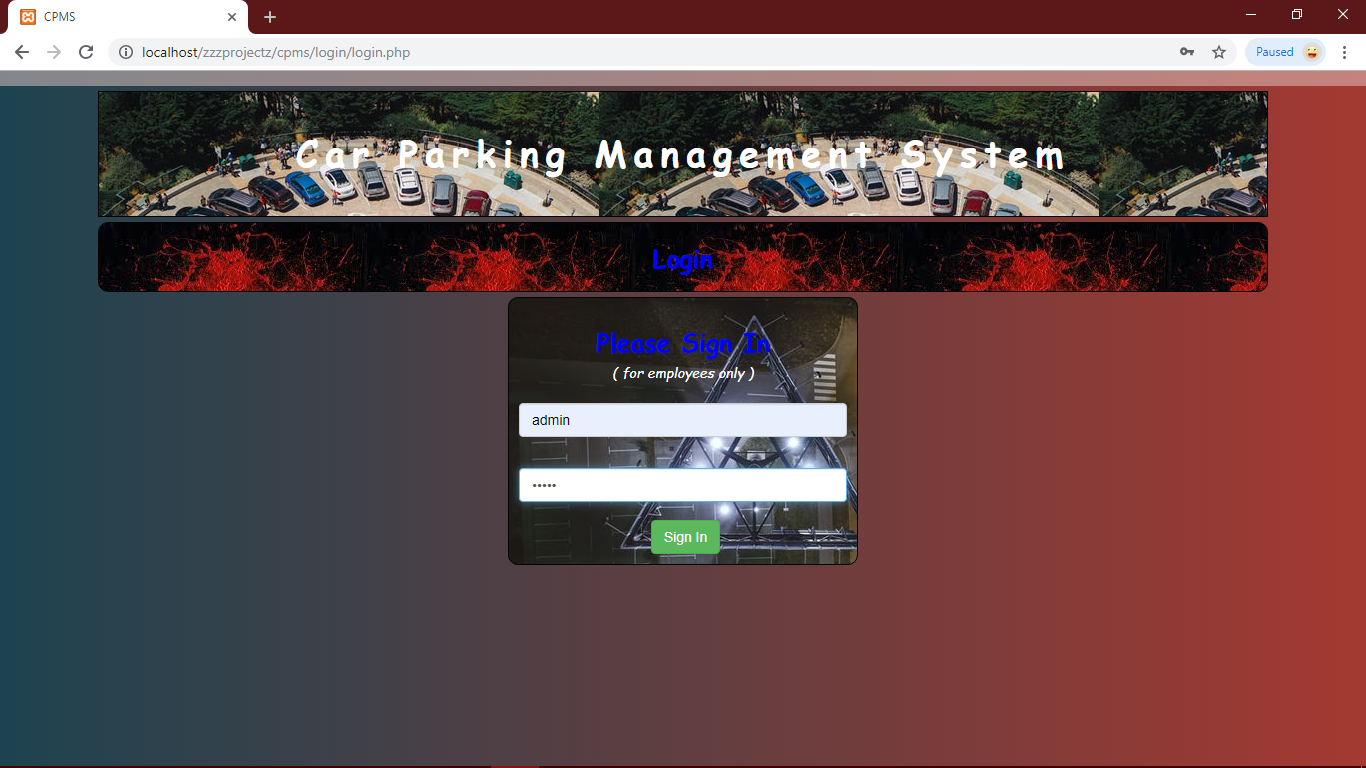 CPMS
localhost/zzzprojectz/cpms/login/login.php
Paused
Car Parking Management System
Login
Please Sign In
( for employees only )
admin
•••••
Sign In